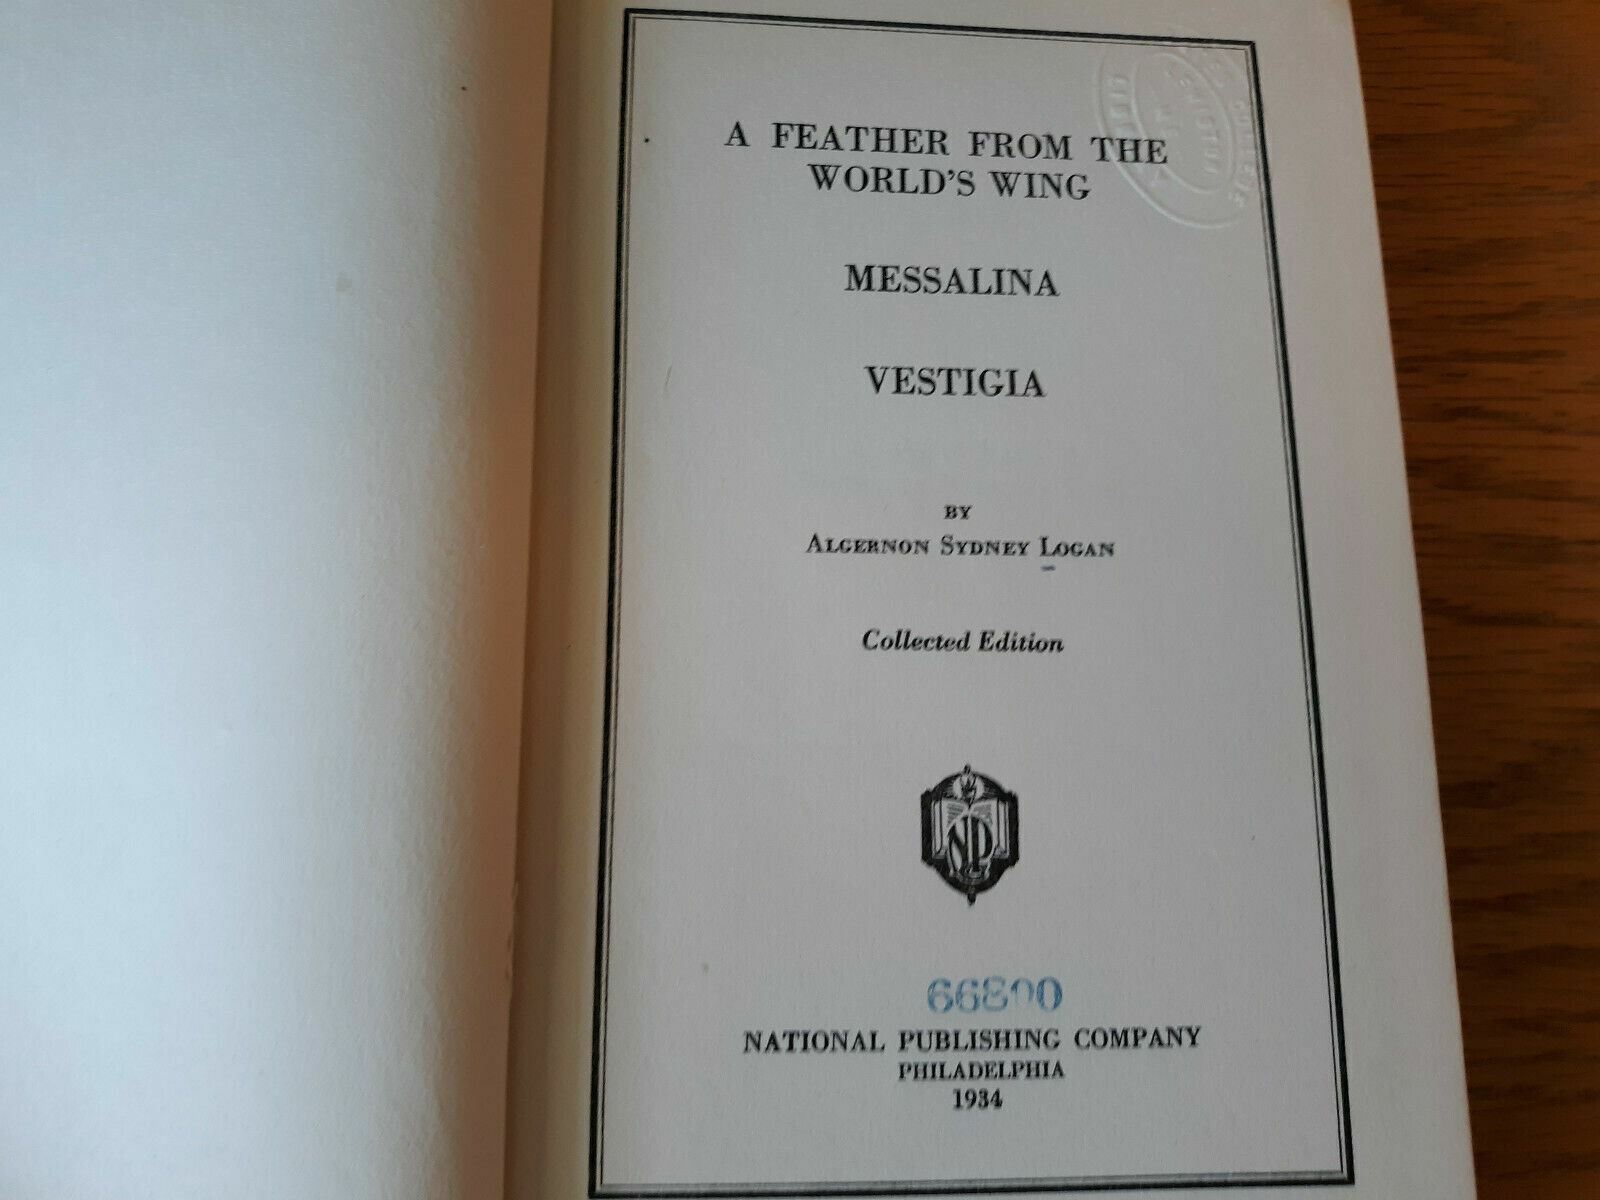 A FEATHER FROM THE
WORLD'S WING
MESSALINA
VESTIGIA
BY
ALGERNON SYDNEY LOGAN
Collected Edition
NP
66800
NATIONAL PUBLISHING COMPANY
PHILADELPHIA
1934